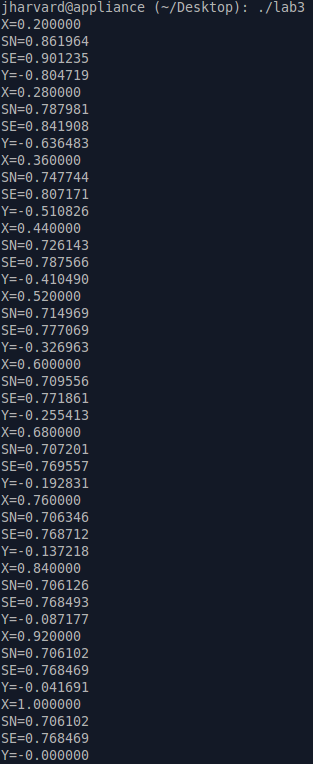 jharvard@appliance (~/Desktop): ./lab3
X=0.200000
SN=0.861964
SE=0.901235
Y=-0.804719
X=0.280000
SN=0.787981
SE=0.841908
Y=-0.636483
X=0.360000
SN=0.747744
SE=0.807171
Y=-0.510826
X=0.440000
SN=0.726143
SE=0.787566
Y=-0.410490
X=0.520000
SN=0.714969
SE=0.777069
Y=-0.326963
X=0.600000
SN=0.709556
SE=0.771861
Y=-0.255413
X=0.680000
SN=0.707201
SE=0.769557
Y=-0.192831
X=0.760000
SN=0.706346
SE=0.768712
Y=-0.137218
X=0.840000
SN=0.706126
SE=0.768493
Y=-0.087177
X=0.920000
SN=0.706102
SE=0.768469
Y=-0.041691
X=1.000000
SN=0.706102
SE=0.768469
Y=-0.000000